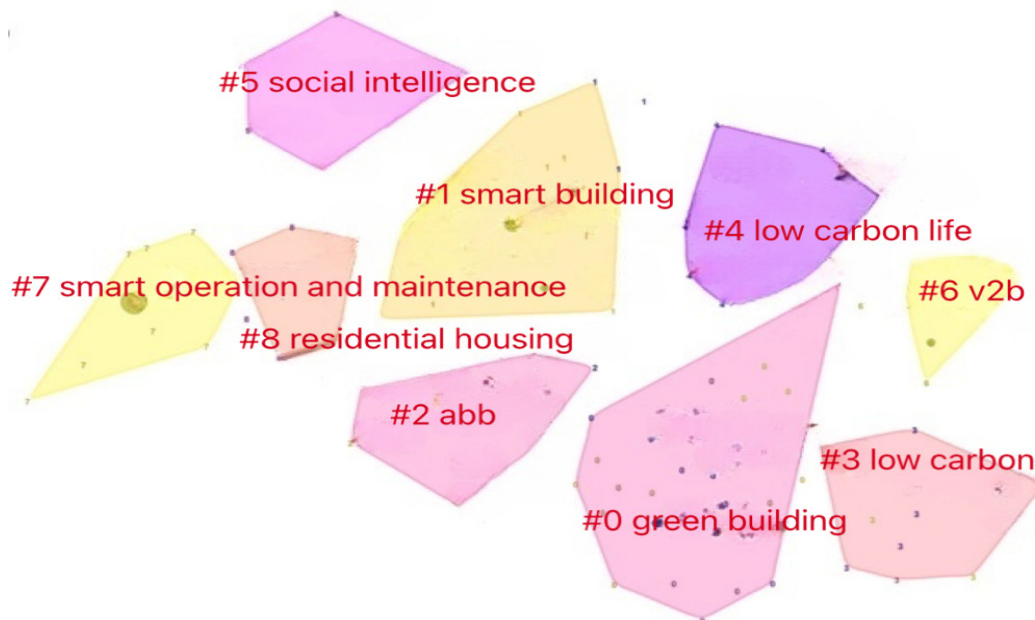 #5 social intelligence
#1 smart building
#4 low carbon life
#7 smart operation and maintenance
#6 v2b
#8 residential housing
#2 abb
#3 low carbon
#0 green building